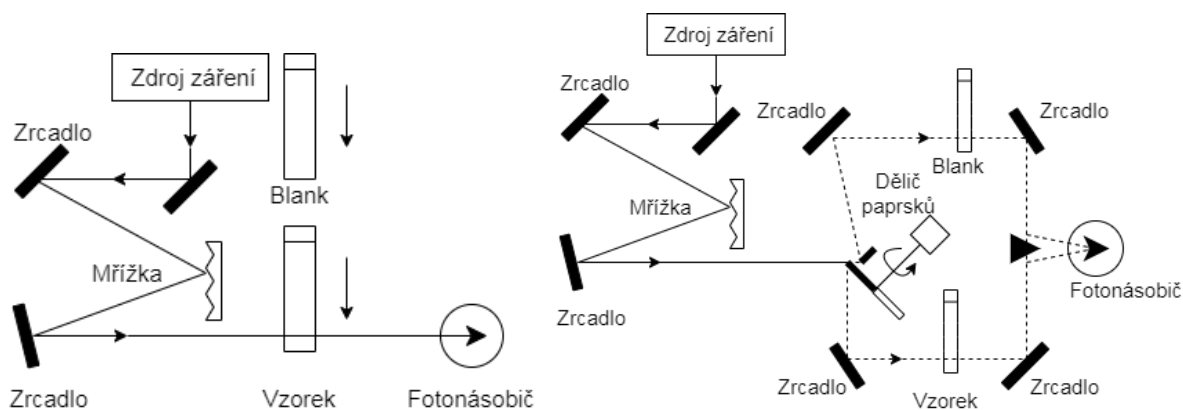 Zdroj záření
Zrcadlo
Blank
Mřížka
Zrcadlo
Vzorek
Fotonásobič
Zdroj záření
Zrcadlo
Zrcadlo
Zrcadlo
Blank
Dělič
paprsků
Mřížka
Fotonásobič
Zrcadlo
Zrcadlo
Vzorek
Zrcadlo